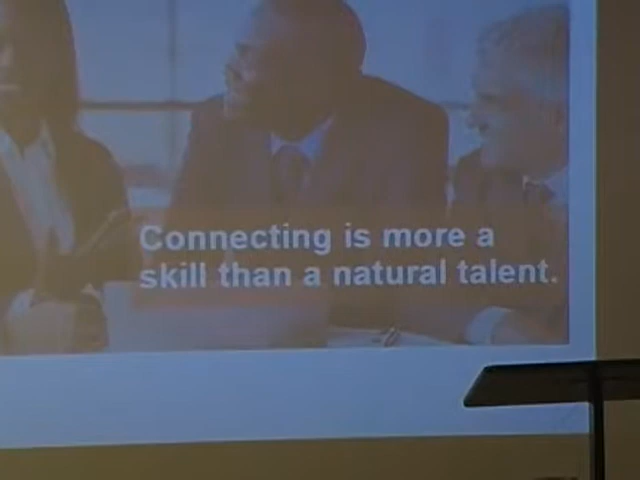 Connecting is more a
skill than a natural talent.